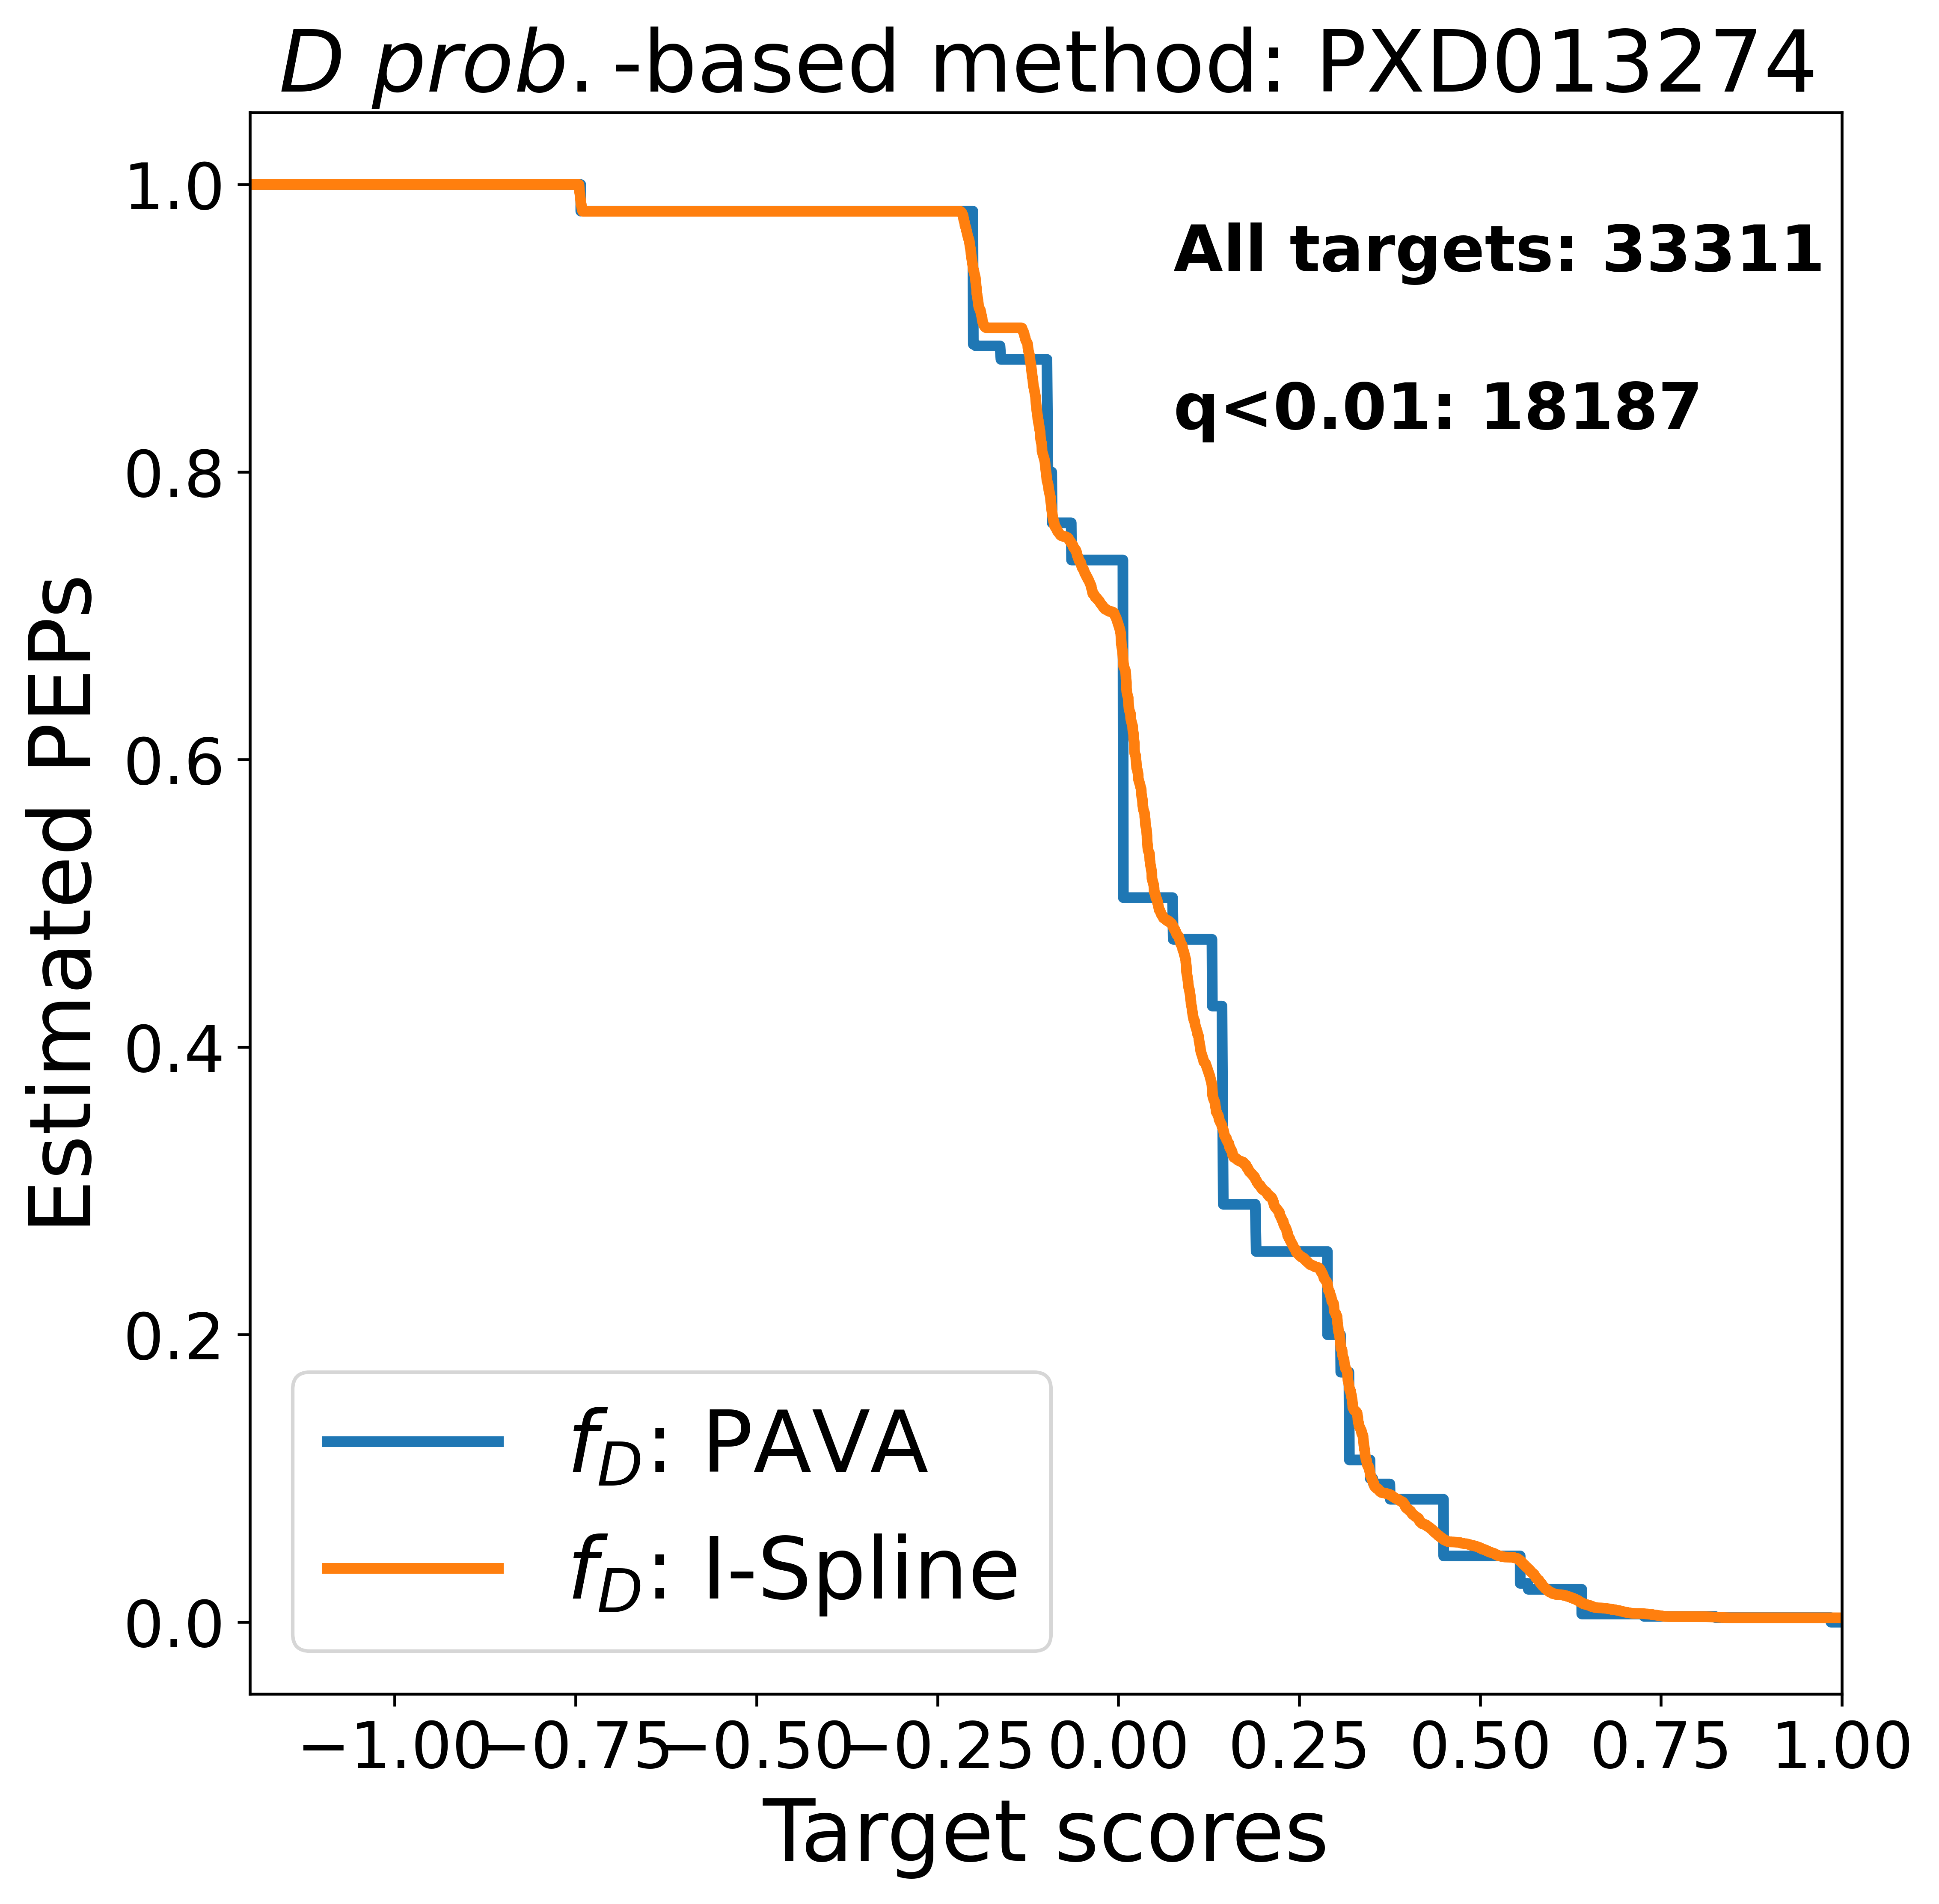 D prob. -based method: PXD013274
All targets: 33311
q<0.01: 18187
Estimated PEPs
1.0
0.8
0.6
0.4
0.2
0.0
f_D: PAVA
f_D: I-Spline
−1.00 −0.75 −0.50 −0.25 0.00 0.25 0.50 0.75 1.00
Target scores